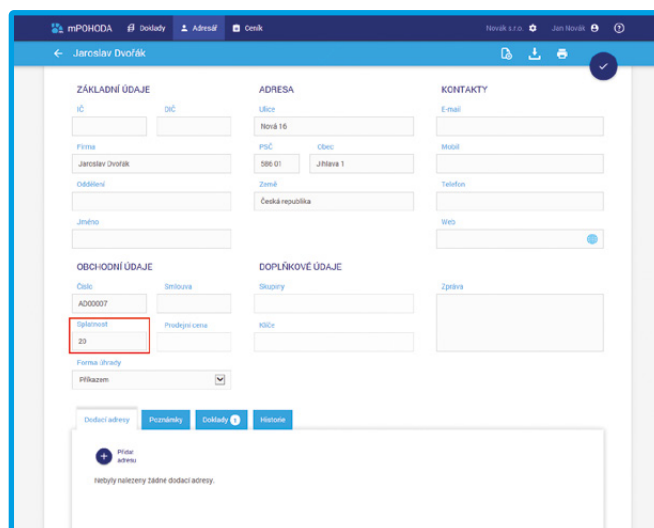 mPOHODA Doklady Adresář Ceník Novák s.r.o. Jan Novák
Jaroslav Dvořák
ZÁKLADNÍ ÚDAJE ADRESA KONTAKTY
IČ DIČ Ulice E-mail
Nová 16
Firma PSČ Obec Mobil
Jaroslav Dvořák 586 01 Jihlava 1
Oddělení Země Telefon
Česká republika
Jméno Web
OBCHODNÍ ÚDAJE DOPLŇKOVÉ ÚDAJE
Číslo Smlouva Skupiny Zpráva
AD00007
Splatnost Prodejní cena Klíče
20
Forma úhrady
Příkazem
Dodací adresy Poznámky Doklady 1 Historie
Přidat
adresu
Nebyly nalezeny žádné dodací adresy.